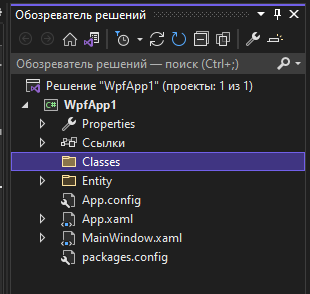 Обозреватель решений
Обозреватель решений — поиск (Ctrl+;)
Решение "WpfApp1" (проекты: 1 из 1)
C# WpfApp1
Properties
Ссылки
Classes
Entity
App.config
App.xaml
MainWindow.xaml
packages.config